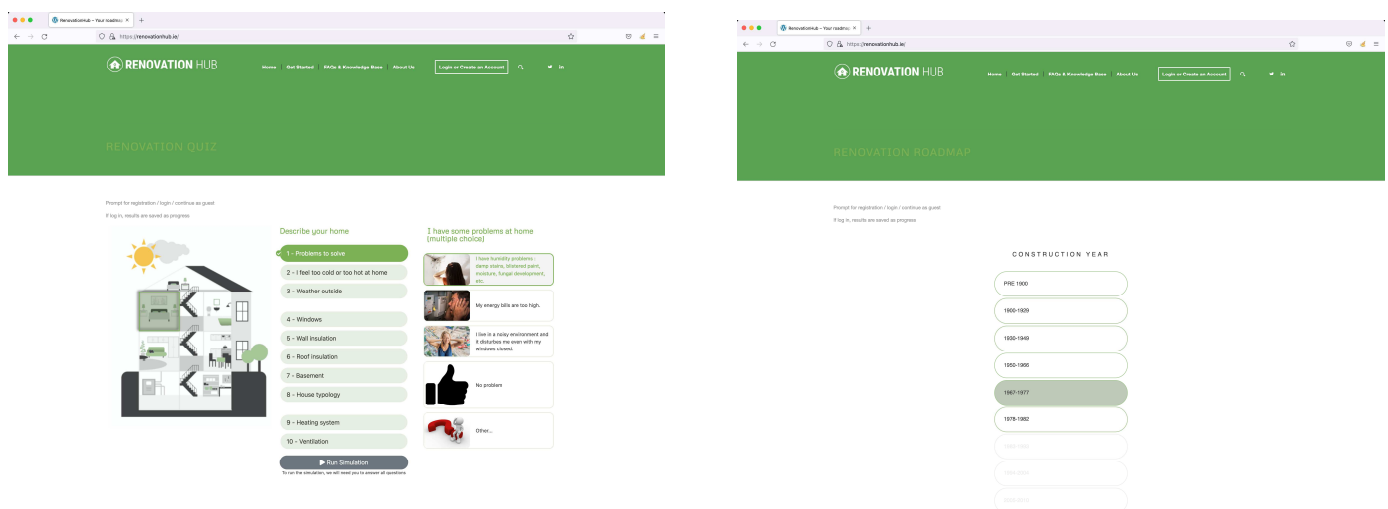 RenovationHub – Your roadmap
https://renovationhub.ie/
RENOVATION HUB
Home
Get Started
FAQs & Knowledge Base
About Us
Login or Create an Account
in
RENOVATION QUIZ
Prompt for registration / login / continue as guest
If log in, results are saved as progress
Describe your home
1 - Problems to solve
2 - I feel too cold or too hot at home
3 - Weather outside
4 - Windows
5 - Wall insulation
6 - Roof insulation
7 - Basement
8 - House typology
9 - Heating system
10 - Ventilation
Run Simulation
To run the simulation, we will need you to answer all questions.
I have some problems at home
(multiple choice)
I have humidity problems :
damp stains, blistered paint,
moisture, fungal development,
etc.
My energy bills are too high.
I live in a noisy environment and
it disturbs me even with my
windows closed.
No problem
Other...
RenovationHub – Your roadmap
https://renovationhub.ie/
RENOVATION HUB
Home
Get Started
FAQs & Knowledge Base
About Us
Login or Create an Account
in
RENOVATION ROADMAP
Prompt for registration / login / continue as guest
If log in, results are saved as progress
CONSTRUCTION YEAR
PRE 1900
1900-1929
1930-1949
1950-1966
1967-1977
1978-1982